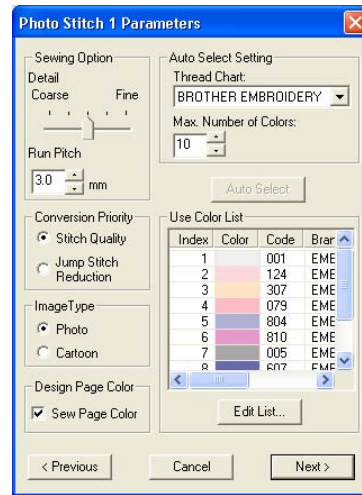 Photo Stitch 1 Parameters
Sewing Option
Detail
Coarse Fine
Run Pitch
3.0 mm
Conversion Priority
Stitch Quality
Jump Stitch
Reduction
ImageType
Photo
Cartoon
Design Page Color
Sew Page Color
Auto Select Setting
Thread Chart:
BROTHER EMBROIDERY
Max. Number of Colors:
10
Auto Select
Use Color List
Index Color Code Brar
1 001 EME
2 124 EME
3 307 EME
4 079 EME
5 804 EME
6 810 EME
7 005 EME
8 607 EME
Edit List...
< Previous Cancel Next >